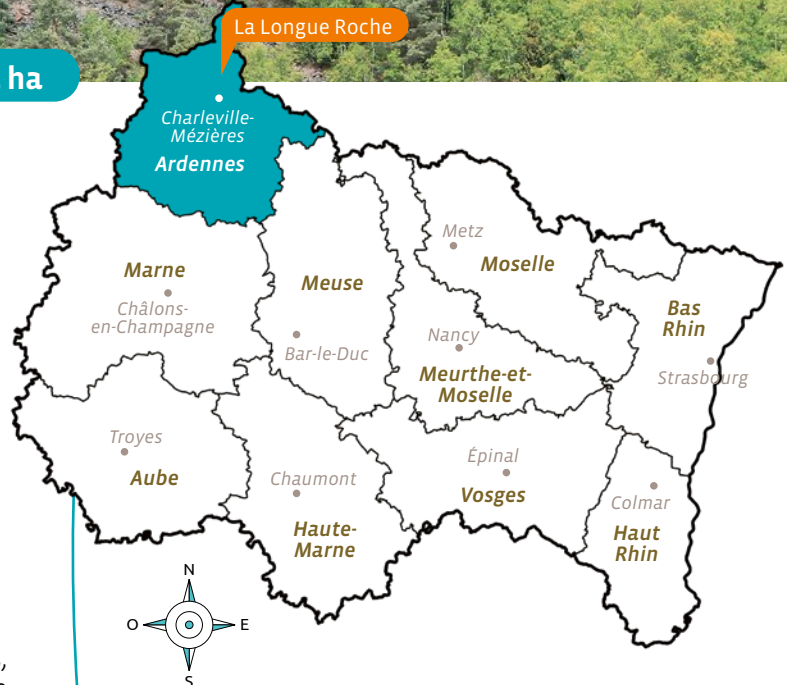 La Longue Roche
ha
Charleville-
Mézières
Ardennes
Metz
Moselle
Marne
Meuse
Châlons-
en-Champagne
Bas
Rhin
Nancy
Bar-le-Duc
Meurthe-et-
Moselle
Strasbourg
Troyes
Aube
Épinal
Vosges
Chaumont
Haute-
Marne
Colmar
Haut
Rhin
N
O
E
S